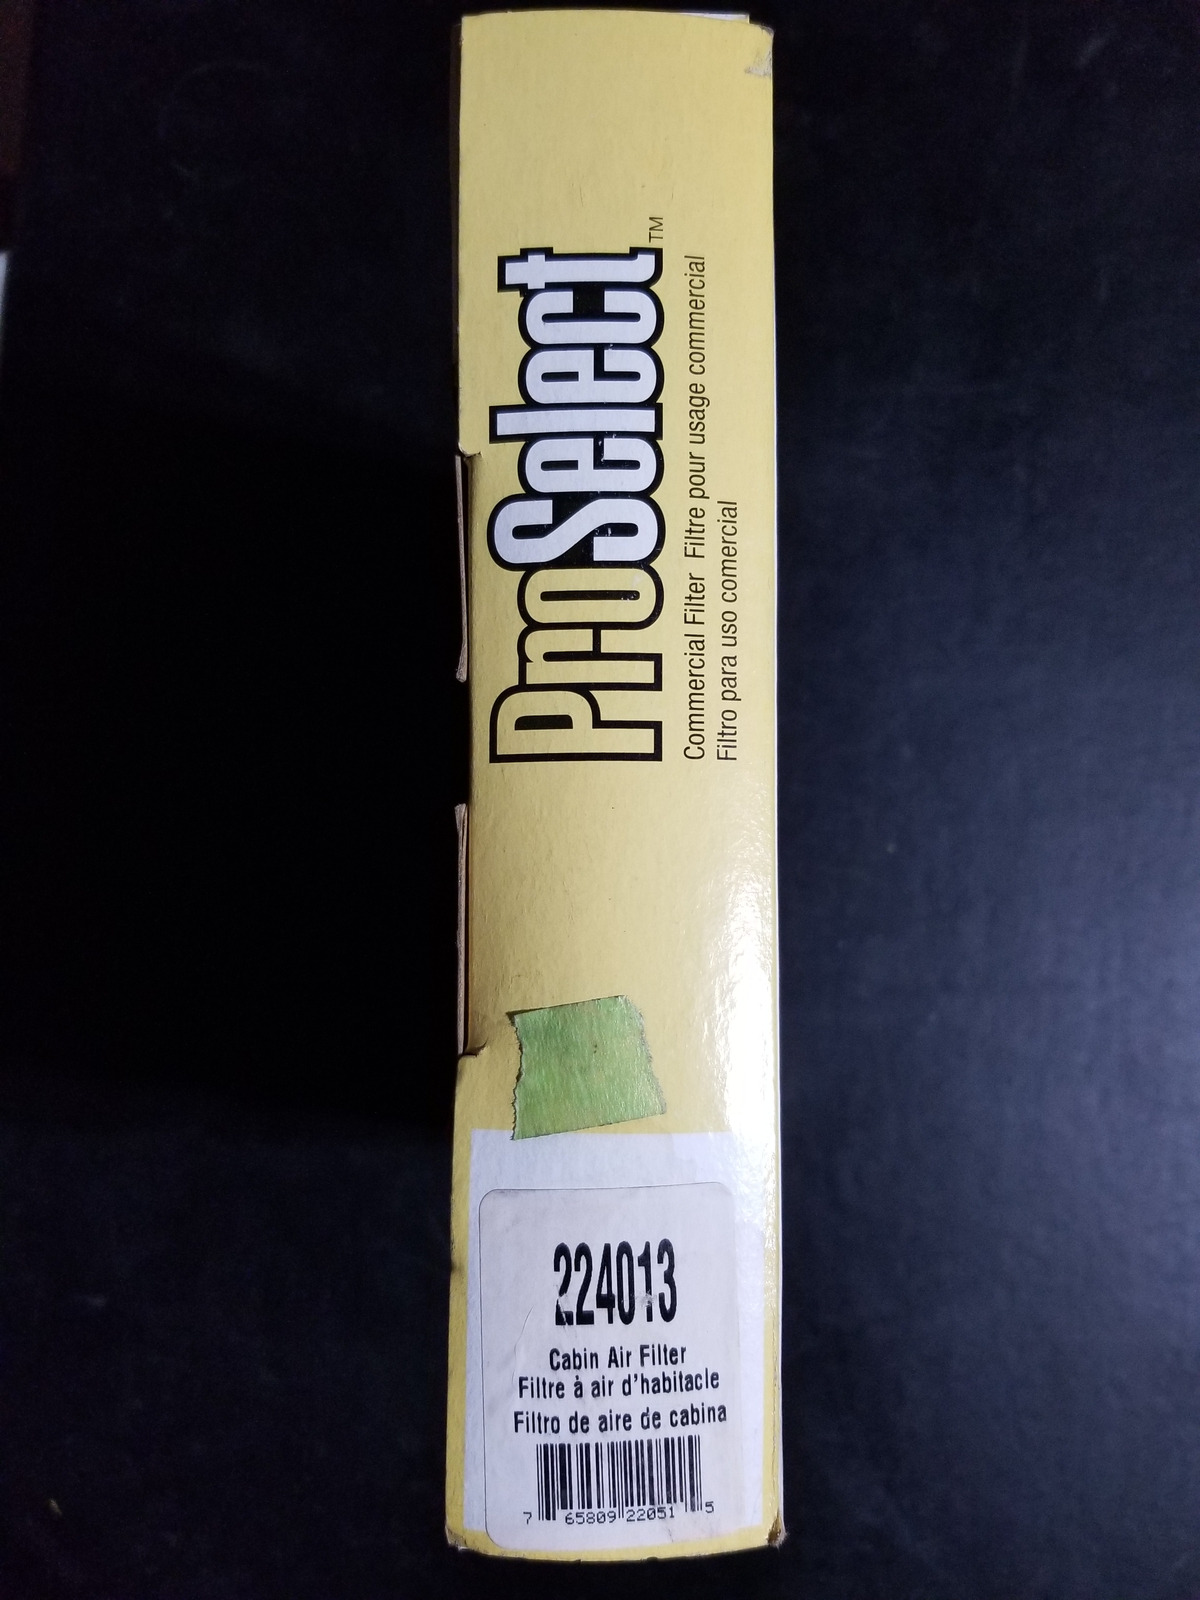 ProSelect™
Commercial Filter Filtre pour usage commercial
Filtro para uso comercial
224013
Cabin Air Filter
Filtre à air d'habitacle
Filtro de aire de cabina
7 65809 22051 5